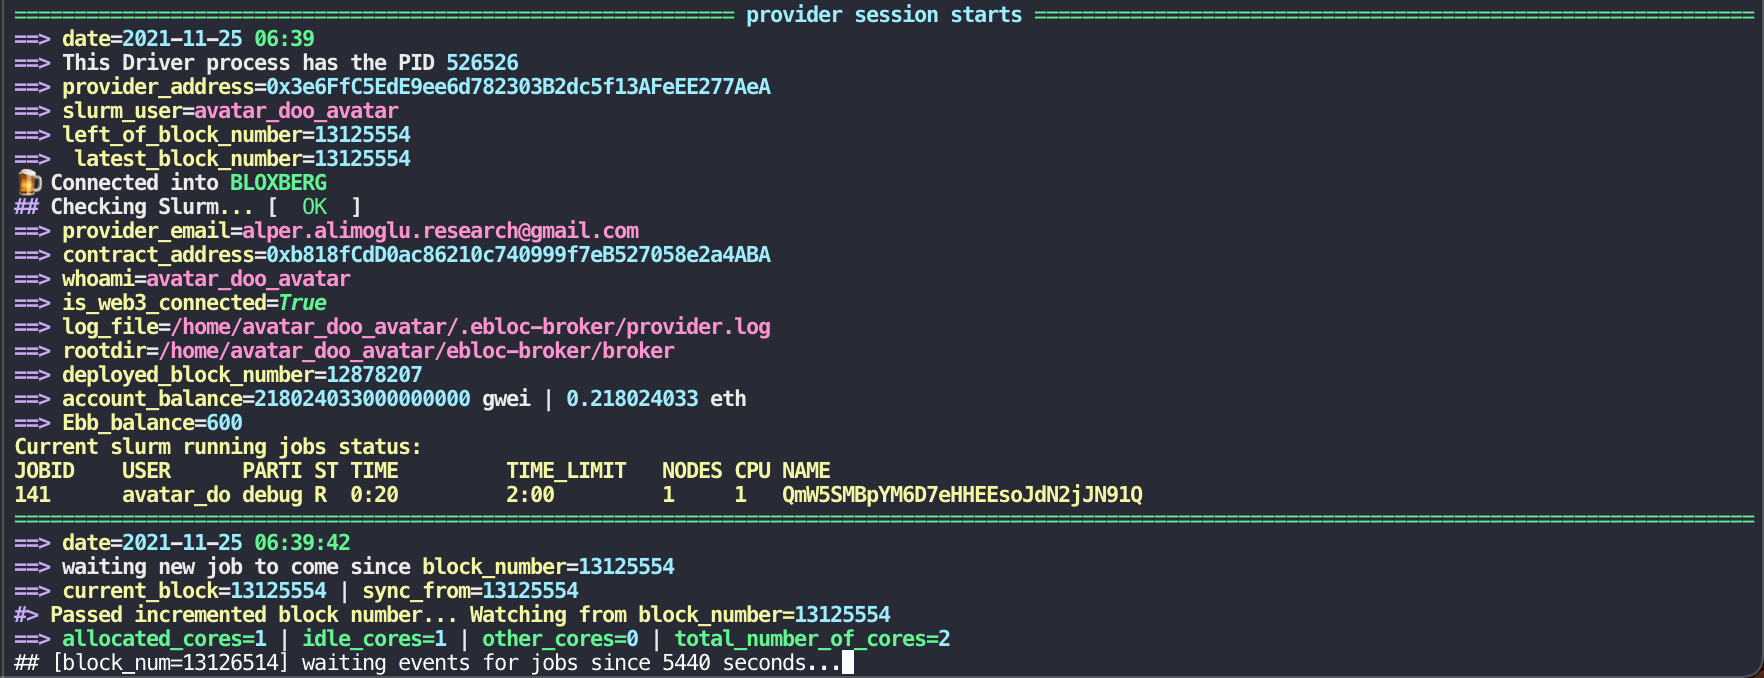 ============================================================ provider session starts ============================================================
==> date=2021-11-25 06:39
==> This Driver process has the PID 526526
==> provider_address=0x3e6FfC5EdE9ee6d782303B2dc5f13AFeEE277AeA
==> slurm_user=avatar_doo_avatar
==> left_of_block_number=13125554
==>  latest_block_number=13125554
🍺 Connected into BLOXBERG
## Checking Slurm... [  OK  ]
==> provider_email=alper.alimoglu.research@gmail.com
==> contract_address=0xb818fCdD0ac86210c740999f7eB527058e2a4ABA
==> whoami=avatar_doo_avatar
==> is_web3_connected=True
==> log_file=/home/avatar_doo_avatar/.ebloc-broker/provider.log
==> rootdir=/home/avatar_doo_avatar/ebloc-broker/broker
==> deployed_block_number=12878207
==> account_balance=218024033000000000 gwei | 0.218024033 eth
==> Ebb_balance=600
Current slurm running jobs status:
JOBID    USER      PARTI ST TIME         TIME_LIMIT   NODES CPU NAME
141      avatar_do debug R  0:20         2:00         1     1   QmW5SMBpYM6D7eHHEEsoJdN2jJN91Q
=================================================================================================================================================
==> date=2021-11-25 06:39:42
==> waiting new job to come since block_number=13125554
==> current_block=13125554 | sync_from=13125554
#> Passed incremented block number... Watching from block_number=13125554
==> allocated_cores=1 | idle_cores=1 | other_cores=0 | total_number_of_cores=2
## [block_num=13126514] waiting events for jobs since 5440 seconds...